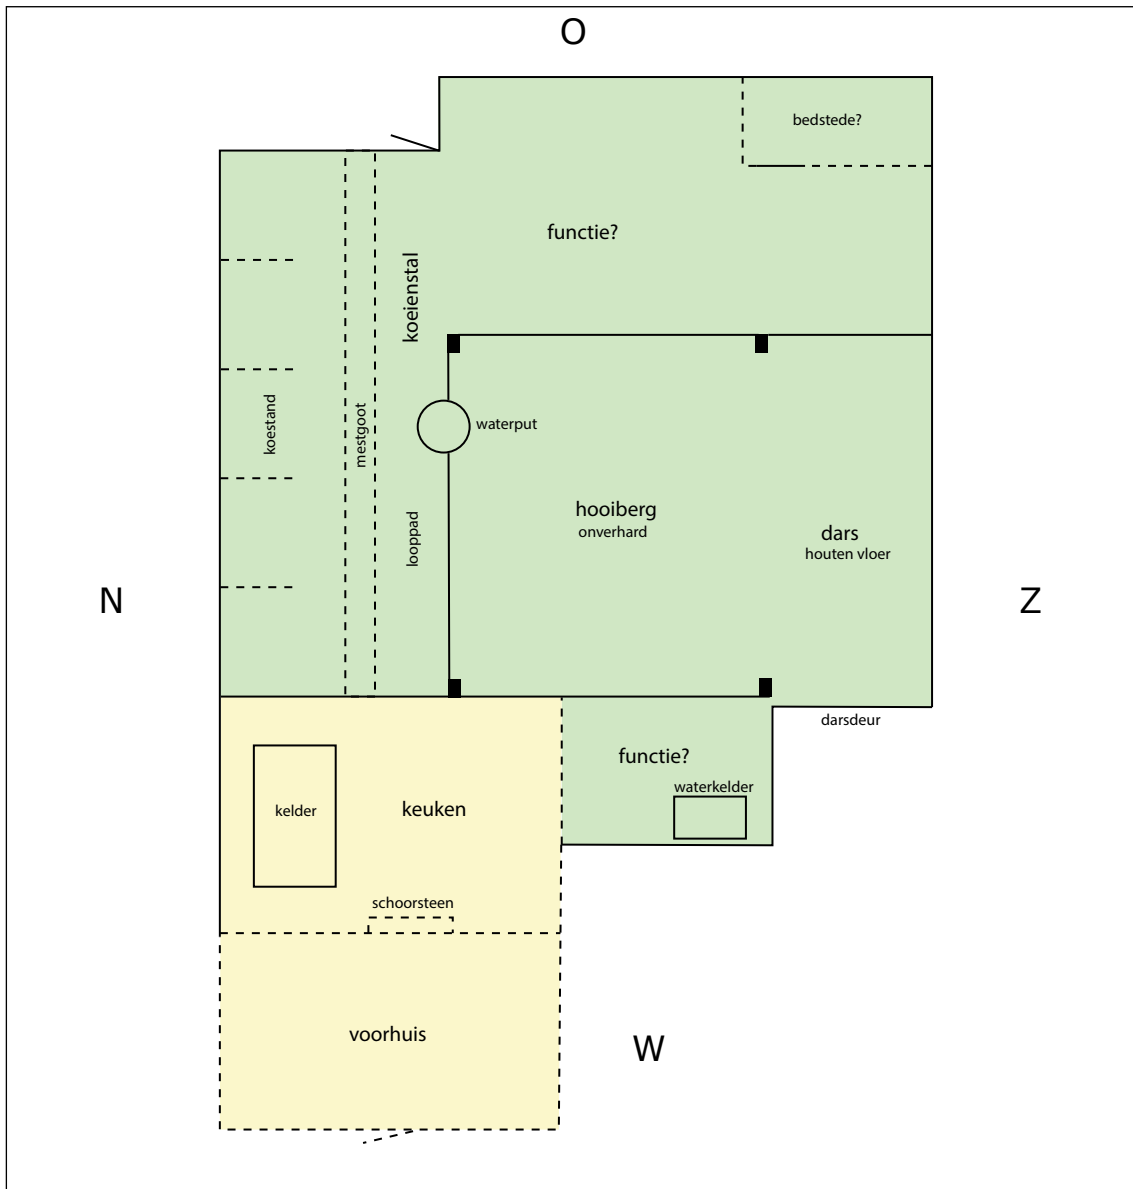 O
bedstede?
functie?
koeienstal
koestand
mestgoot
waterput
hooiberg
onverhard
looppad
dars
houten vloer
N
Z
darsdeur
functie?
waterkelder
kelder
keuken
schoorsteen
voorhuis
W